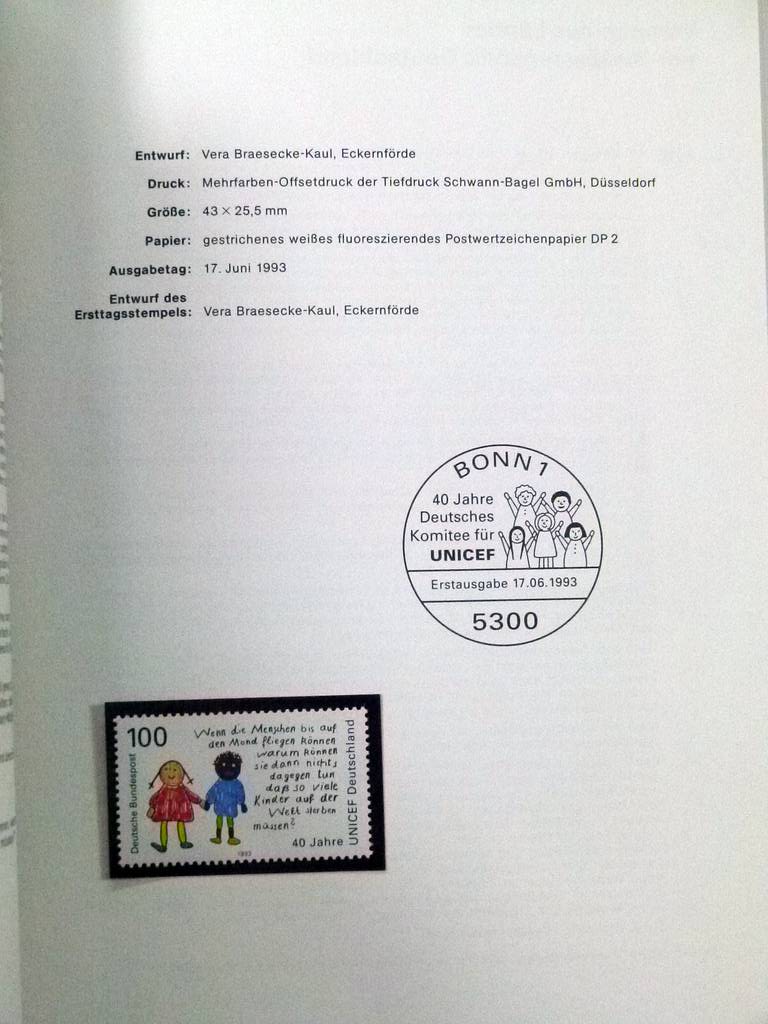 Entwurf: Vera Braesecke-Kaul, Eckernförde
Druck: Mehrfarben-Offsetdruck der Tiefdruck Schwann-Bagel GmbH, Düsseldorf
Größe: 43 × 25,5 mm
Papier: gestrichenes weißes fluoreszierendes Postwertzeichenpapier DP 2
Ausgabetag: 17. Juni 1993
Entwurf des
Ersttagsstempels: Vera Braesecke-Kaul, Eckernförde
BONN 1
40 Jahre
Deutsches
Komitee für
UNICEF
Erstausgabe 17.06.1993
5300
100
Deutsche Bundespost
Wenn die Menschen bis auf
den Mond fliegen können
warum können
sie dann nichts
dagegen tun
daß so viele
Kinder auf der
Welt sterben
müssen?
40 Jahre
UNICEF Deutschland
1993